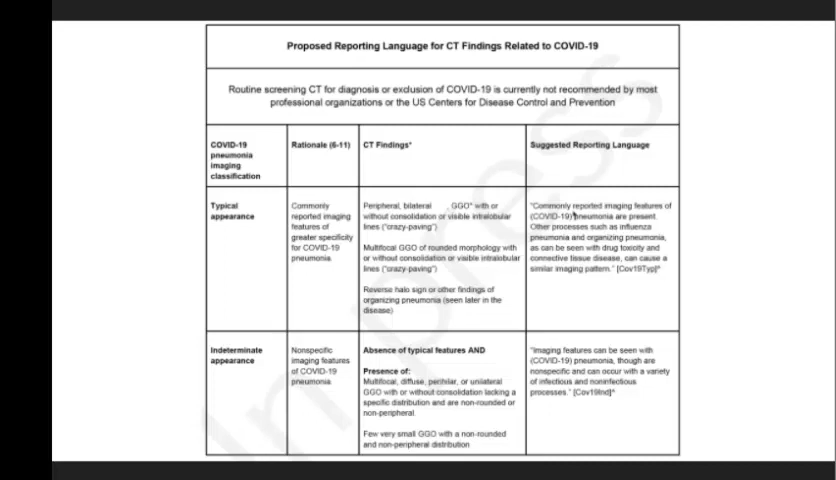 Proposed Reporting Language for CT Findings Related to COVID-19
Routine screening CT for diagnosis or exclusion of COVID-19 is currently not recommended by most
professional organizations or the US Centers for Disease Control and Prevention
COVID-19
pneumonia
imaging
classification
Rationale (6-11)
CT Findings*
Suggested Reporting Language
Typical
appearance
Commonly
reported imaging
features of
greater specificity
for COVID-19
pneumonia.
Peripheral, bilateral , GGO* with or
without consolidation or visible intralobular
lines ("crazy-paving")
Multifocal GGO of rounded morphology with
or without consolidation or visible intralobular
lines ("crazy-paving")
Reverse halo sign or other findings of
organizing pneumonia (seen later in the
disease)
"Commonly reported imaging features of
(COVID-19) pneumonia are present.
Other processes such as influenza
pneumonia and organizing pneumonia,
as can be seen with drug toxicity and
connective tissue disease, can cause a
similar imaging pattern." [Cov19Typ]^
Indeterminate
appearance
Nonspecific
imaging features
of COVID-19
pneumonia.
Absence of typical features AND
Presence of:
Multifocal, diffuse, perihilar, or unilateral
GGO with or without consolidation lacking a
specific distribution and are non-rounded or
non-peripheral.
Few very small GGO with a non-rounded
and non-peripheral distribution
"Imaging features can be seen with
(COVID-19) pneumonia, though are
nonspecific and can occur with a variety
of infectious and noninfectious
processes." [Cov19Ind]^
In press